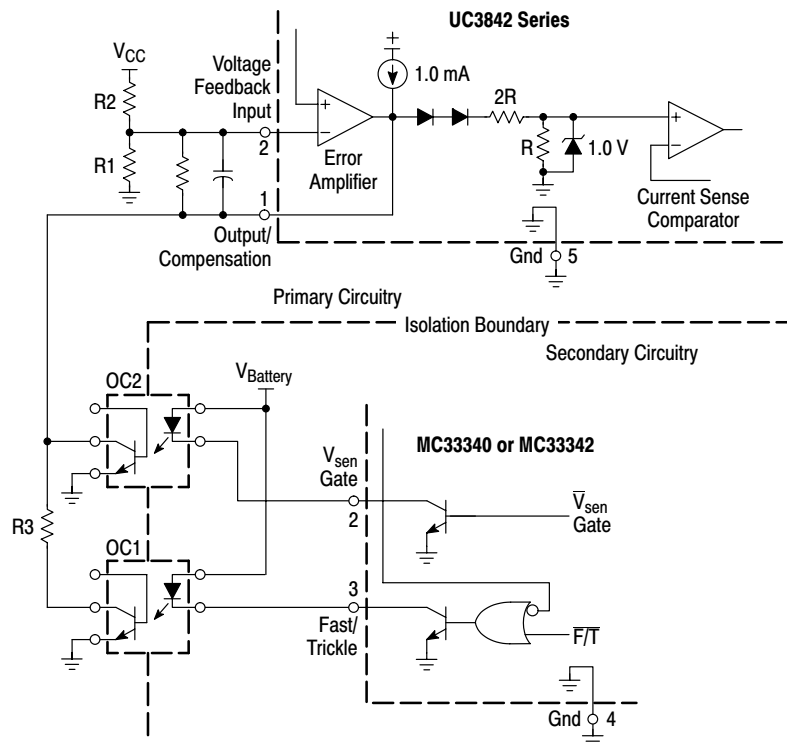 UC3842 Series
V_CC
Voltage
Feedback
Input
1.0 mA
R2
2R
R1
2
R
1.0 V
Error
Amplifier
Current Sense
Comparator
1
Output/
Compensation
Gnd
5
Primary Circuitry
Isolation Boundary
Secondary Circuitry
OC2
V_Battery
MC33340 or MC33342
V_sen
Gate
2
V̅_sen
Gate
R3
OC1
3
Fast/
Trickle
F̅/̅T̅
Gnd
4